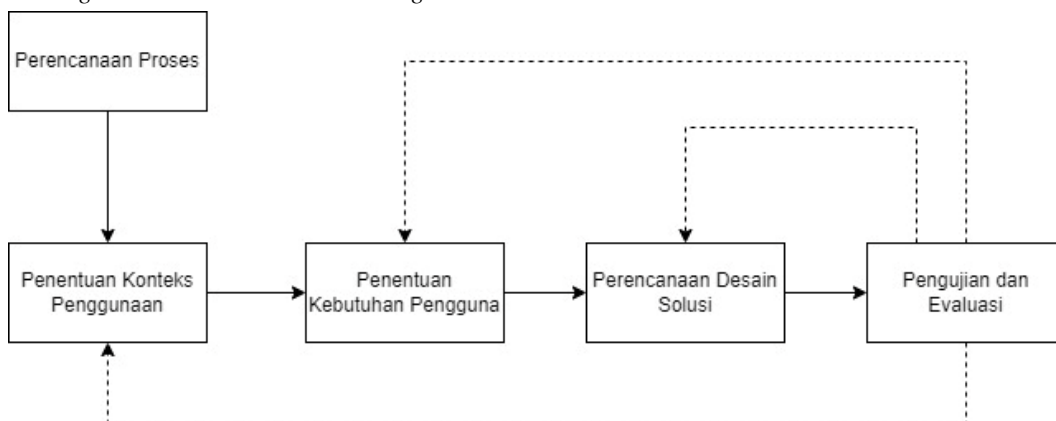 Perencanaan Proses
Penentuan Konteks
Penggunaan
Penentuan
Kebutuhan Pengguna
Perencanaan Desain
Solusi
Pengujian dan
Evaluasi